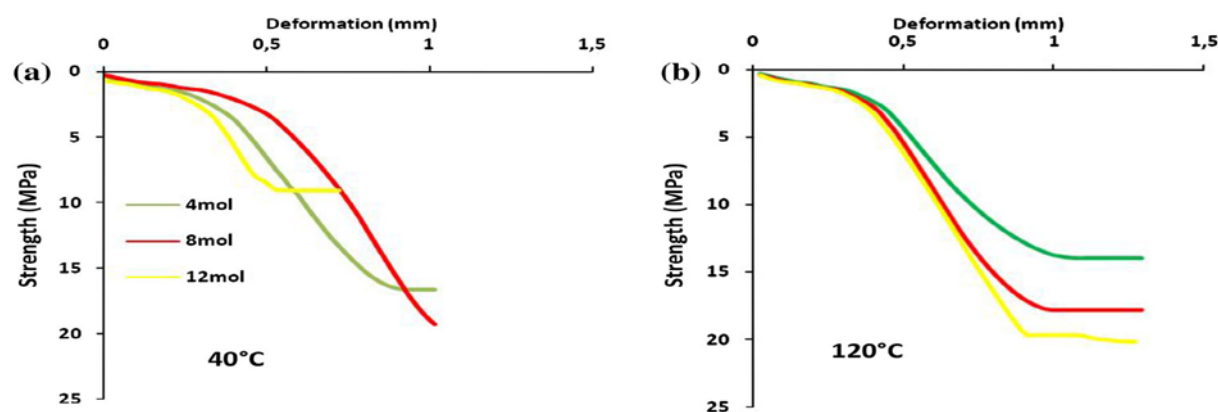 Deformation (mm)
0 0,5 1 1,5
(a)
0
5
10
15
20
25
Strength (MPa)
4mol
8mol
12mol
40°C
Deformation (mm)
0 0,5 1 1,5
(b)
0
5
10
15
20
25
Strength (MPa)
120°C